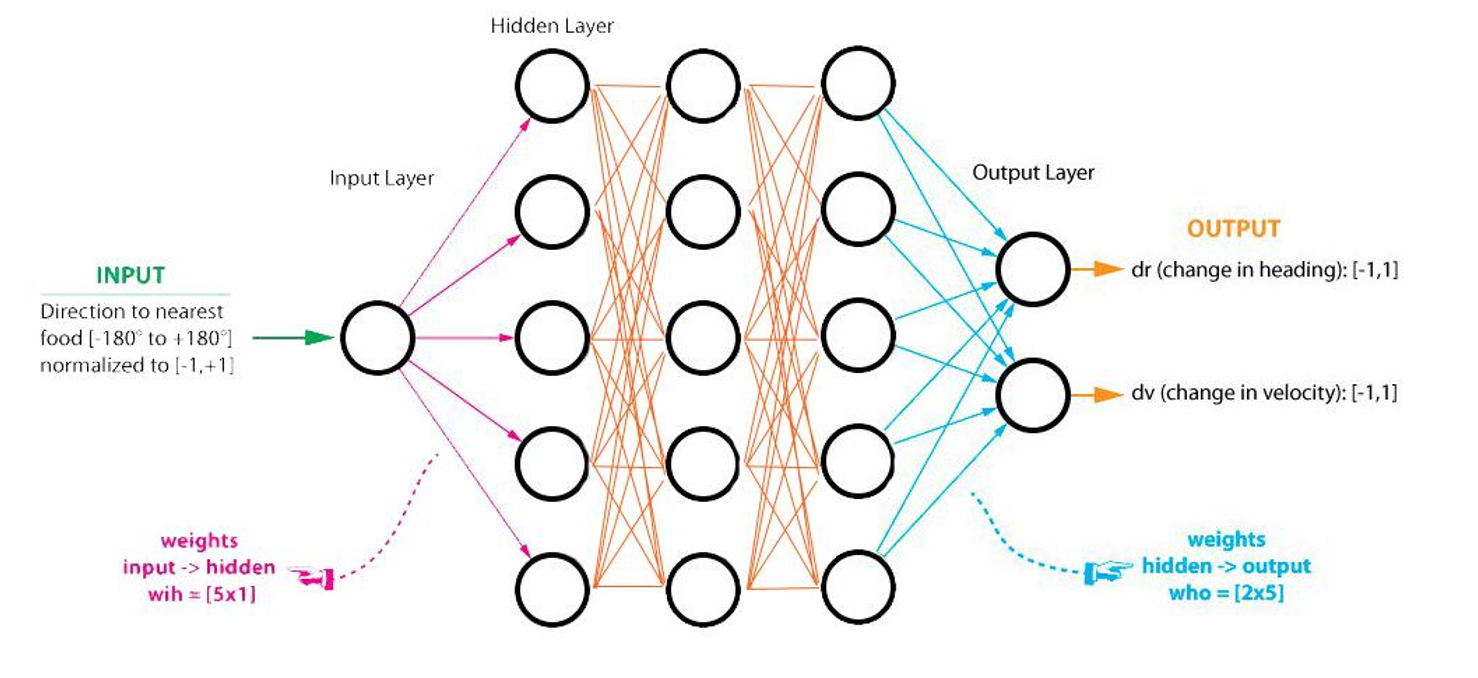 Hidden Layer
Input Layer
Output Layer
INPUT
Direction to nearest
food [-180° to +180°]
normalized to [-1,+1]
OUTPUT
dr (change in heading): [-1,1]
dv (change in velocity): [-1,1]
weights
input -> hidden
wih = [5x1]
weights
hidden -> output
who = [2x5]